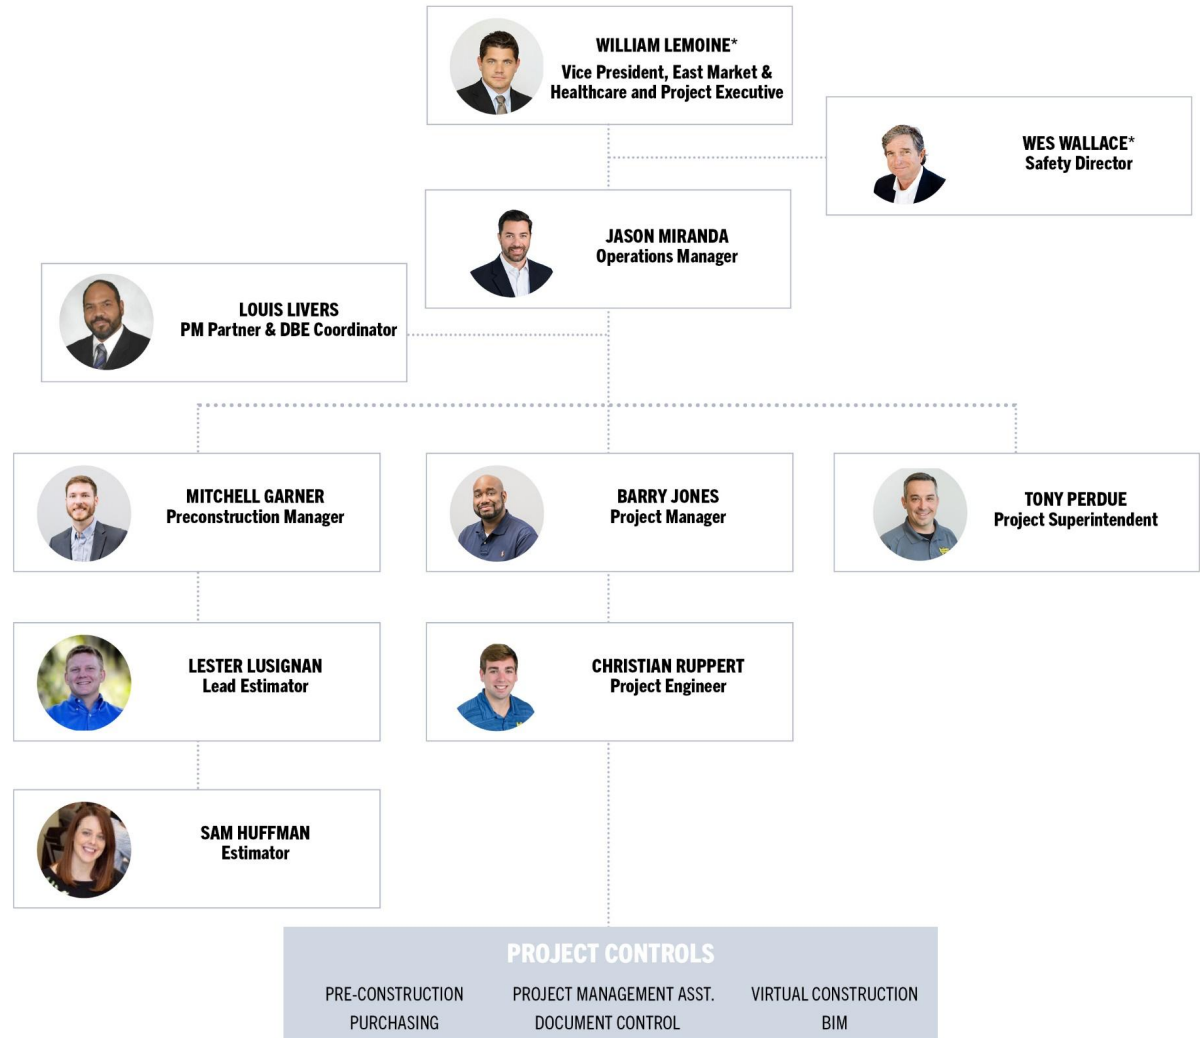 WILLIAM LEMOINE*
Vice President, East Market &
Healthcare and Project Executive
WES WALLACE*
Safety Director
JASON MIRANDA
Operations Manager
LOUIS LIVERS
PM Partner & DBE Coordinator
MITCHELL GARNER
Preconstruction Manager
BARRY JONES
Project Manager
TONY PERDUE
Project Superintendent
LESTER LUSIGNAN
Lead Estimator
CHRISTIAN RUPPERT
Project Engineer
SAM HUFFMAN
Estimator
PROJECT CONTROLS
PRE-CONSTRUCTION
PROJECT MANAGEMENT ASST.
VIRTUAL CONSTRUCTION
PURCHASING
DOCUMENT CONTROL
BIM